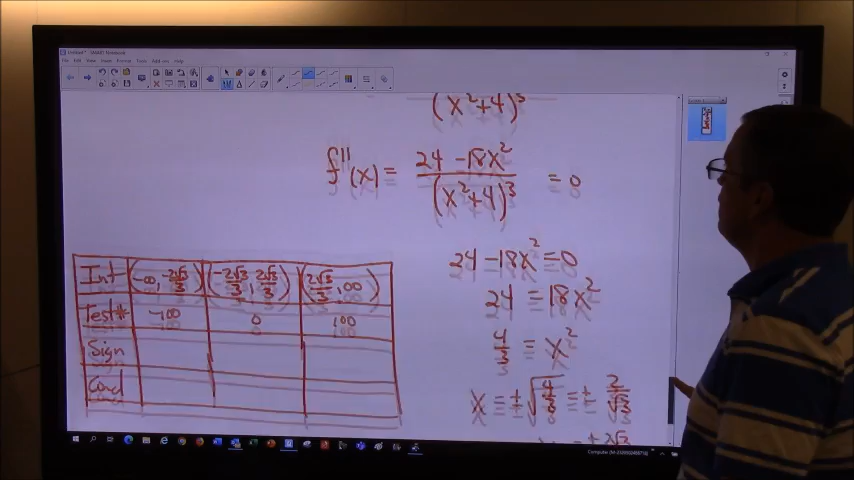 (x²+4)³
f''(x) = 24 - 18x² / (x²+4)³ = 0
24 - 18x² = 0
24 = 18x²
4/3 = x²
x = ±√(4/3) = ± 2/√3
± 2√3
Int (-∞, -2√3/3) (-2√3/3, 2√3/3) (2√3/3, ∞)
Test# -100 0 100
Sign
Conc